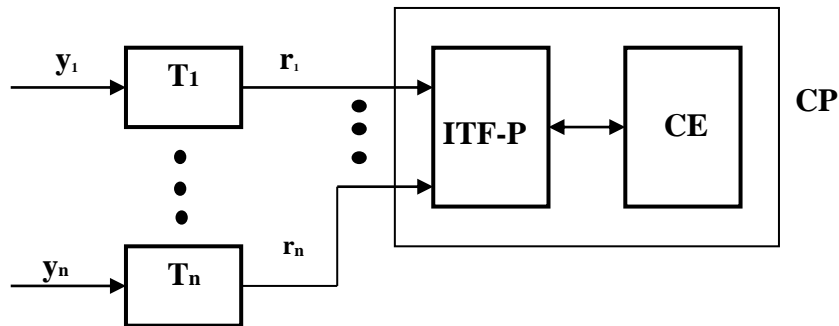 y₁
T₁
r₁
ITF-P
CE
CP
yₙ
Tₙ
rₙ